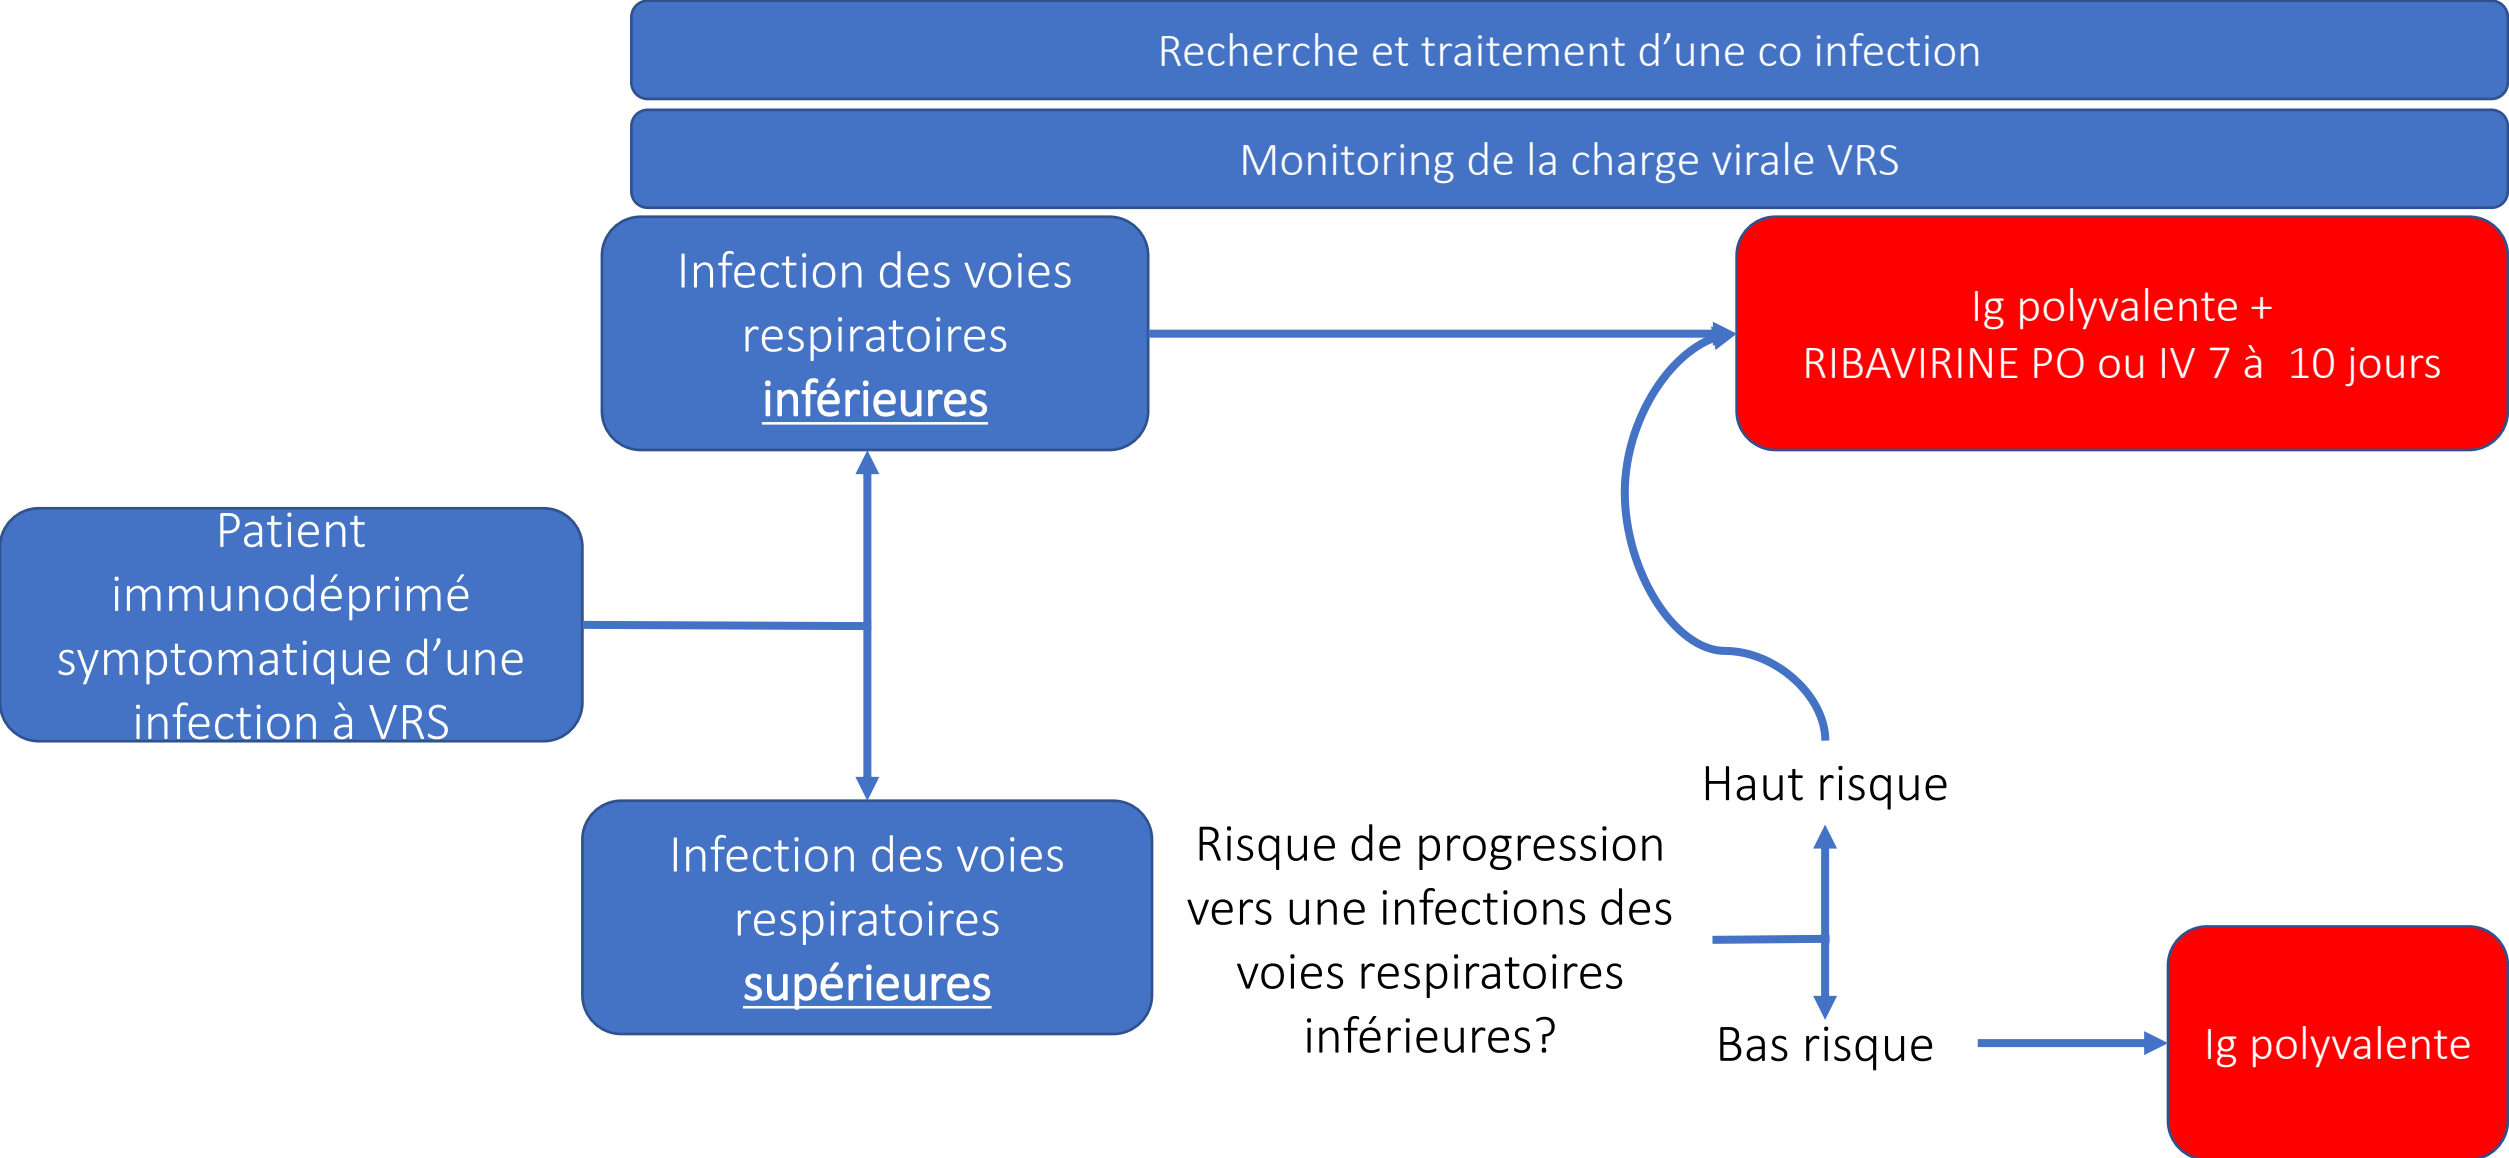 Recherche et traitement d’une co infection
Monitoring de la charge virale VRS
Infection des voies
respiratoires
inférieures
Ig polyvalente +
RIBAVIRINE PO ou IV 7 à  10 jours
Patient
immunodéprimé
symptomatique d’une
infection à VRS
Infection des voies
respiratoires
supérieures
Risque de progression
vers une infections des
voies respiratoires
inférieures?
Haut risque
Bas risque
Ig polyvalente